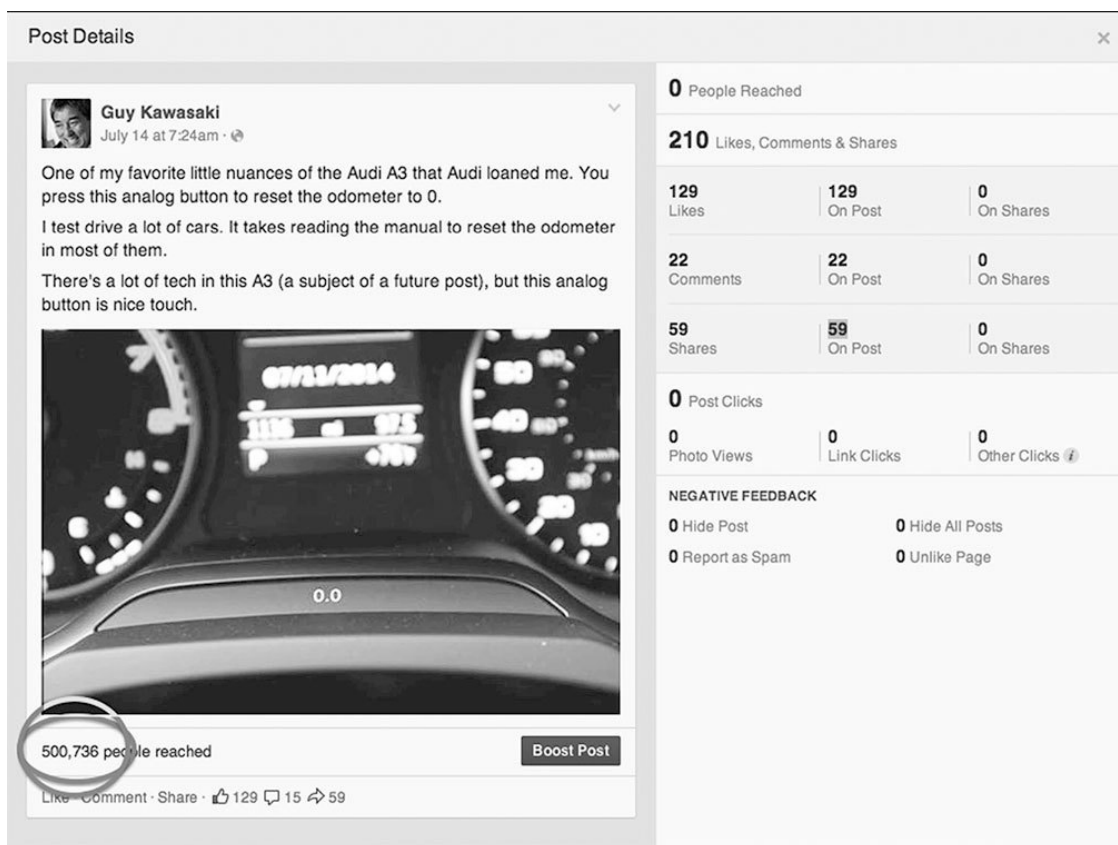 Post Details
Guy Kawasaki
July 14 at 7:24am ·
One of my favorite little nuances of the Audi A3 that Audi loaned me. You
press this analog button to reset the odometer to 0.
I test drive a lot of cars. It takes reading the manual to reset the odometer
in most of them.
There's a lot of tech in this A3 (a subject of a future post), but this analog
button is nice touch.
07/11/2014
P
50
40
30
10
0.0
500,736 people reached
Boost Post
Like · Comment · Share · 129 15 59
0 People Reached
210 Likes, Comments & Shares
129 129 0
Likes On Post On Shares
22 22 0
Comments On Post On Shares
59 59 0
Shares On Post On Shares
0 Post Clicks
0 0 0
Photo Views Link Clicks Other Clicks i
NEGATIVE FEEDBACK
0 Hide Post 0 Hide All Posts
0 Report as Spam 0 Unlike Page